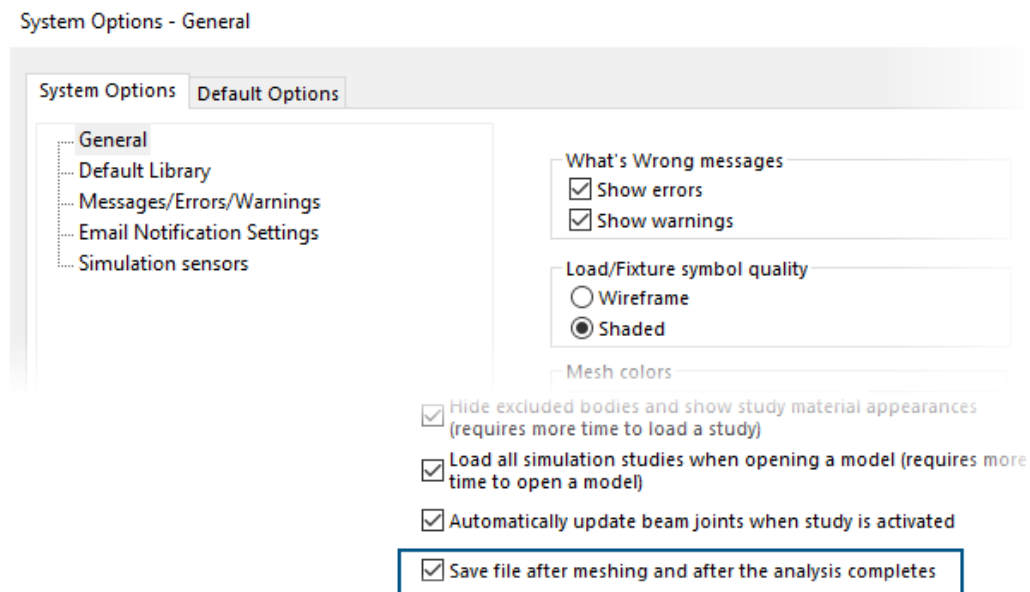 System Options - General
System Options
Default Options
General
Default Library
Messages/Errors/Warnings
Email Notification Settings
Simulation sensors
What's Wrong messages
Show errors
Show warnings
Load/Fixture symbol quality
Wireframe
Shaded
Mesh colors
Hide excluded bodies and show study material appearances
(requires more time to load a study)
Load all simulation studies when opening a model (requires more
time to open a model)
Automatically update beam joints when study is activated
Save file after meshing and after the analysis completes